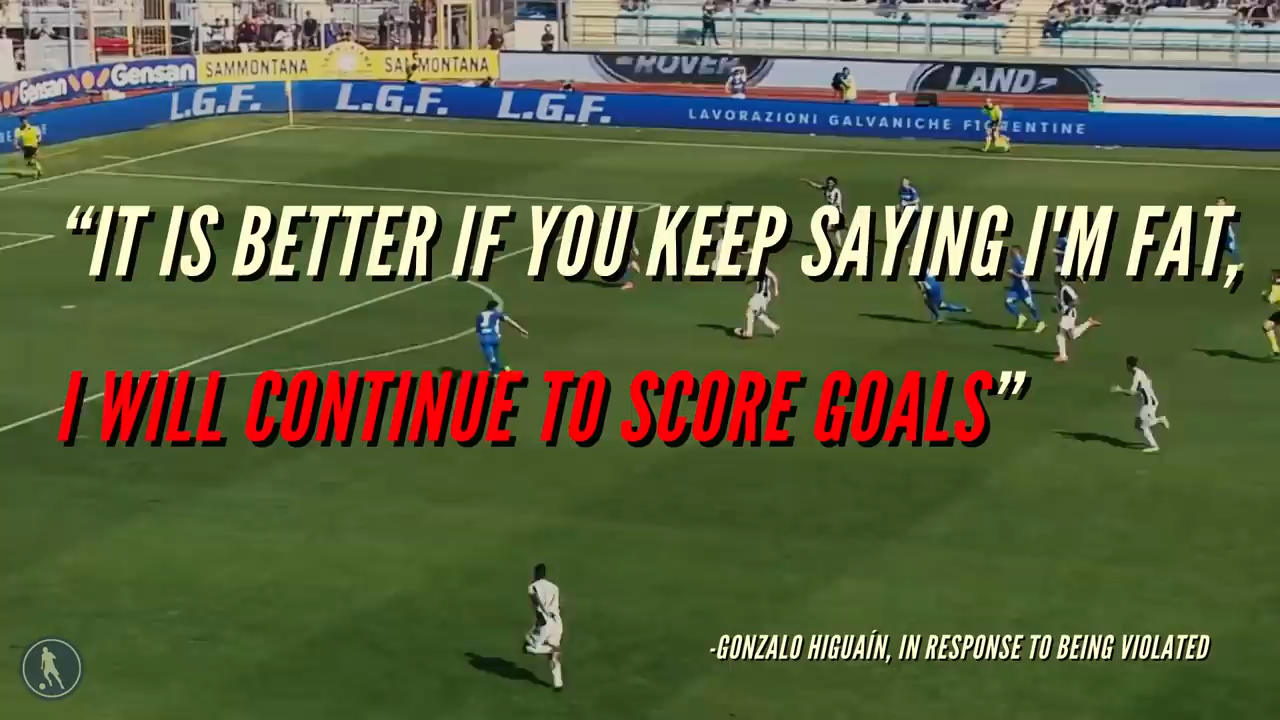 Gensan Gensan SAMMONTANA SAMMONTANA ROVER LAND-
L.G.F. L.G.F. L.G.F. LAVORAZIONI GALVANICHE FIORENTINE
“IT IS BETTER IF YOU KEEP SAYING I'M FAT,
I WILL CONTINUE TO SCORE GOALS”
-GONZALO HIGUAÍN, IN RESPONSE TO BEING VIOLATED